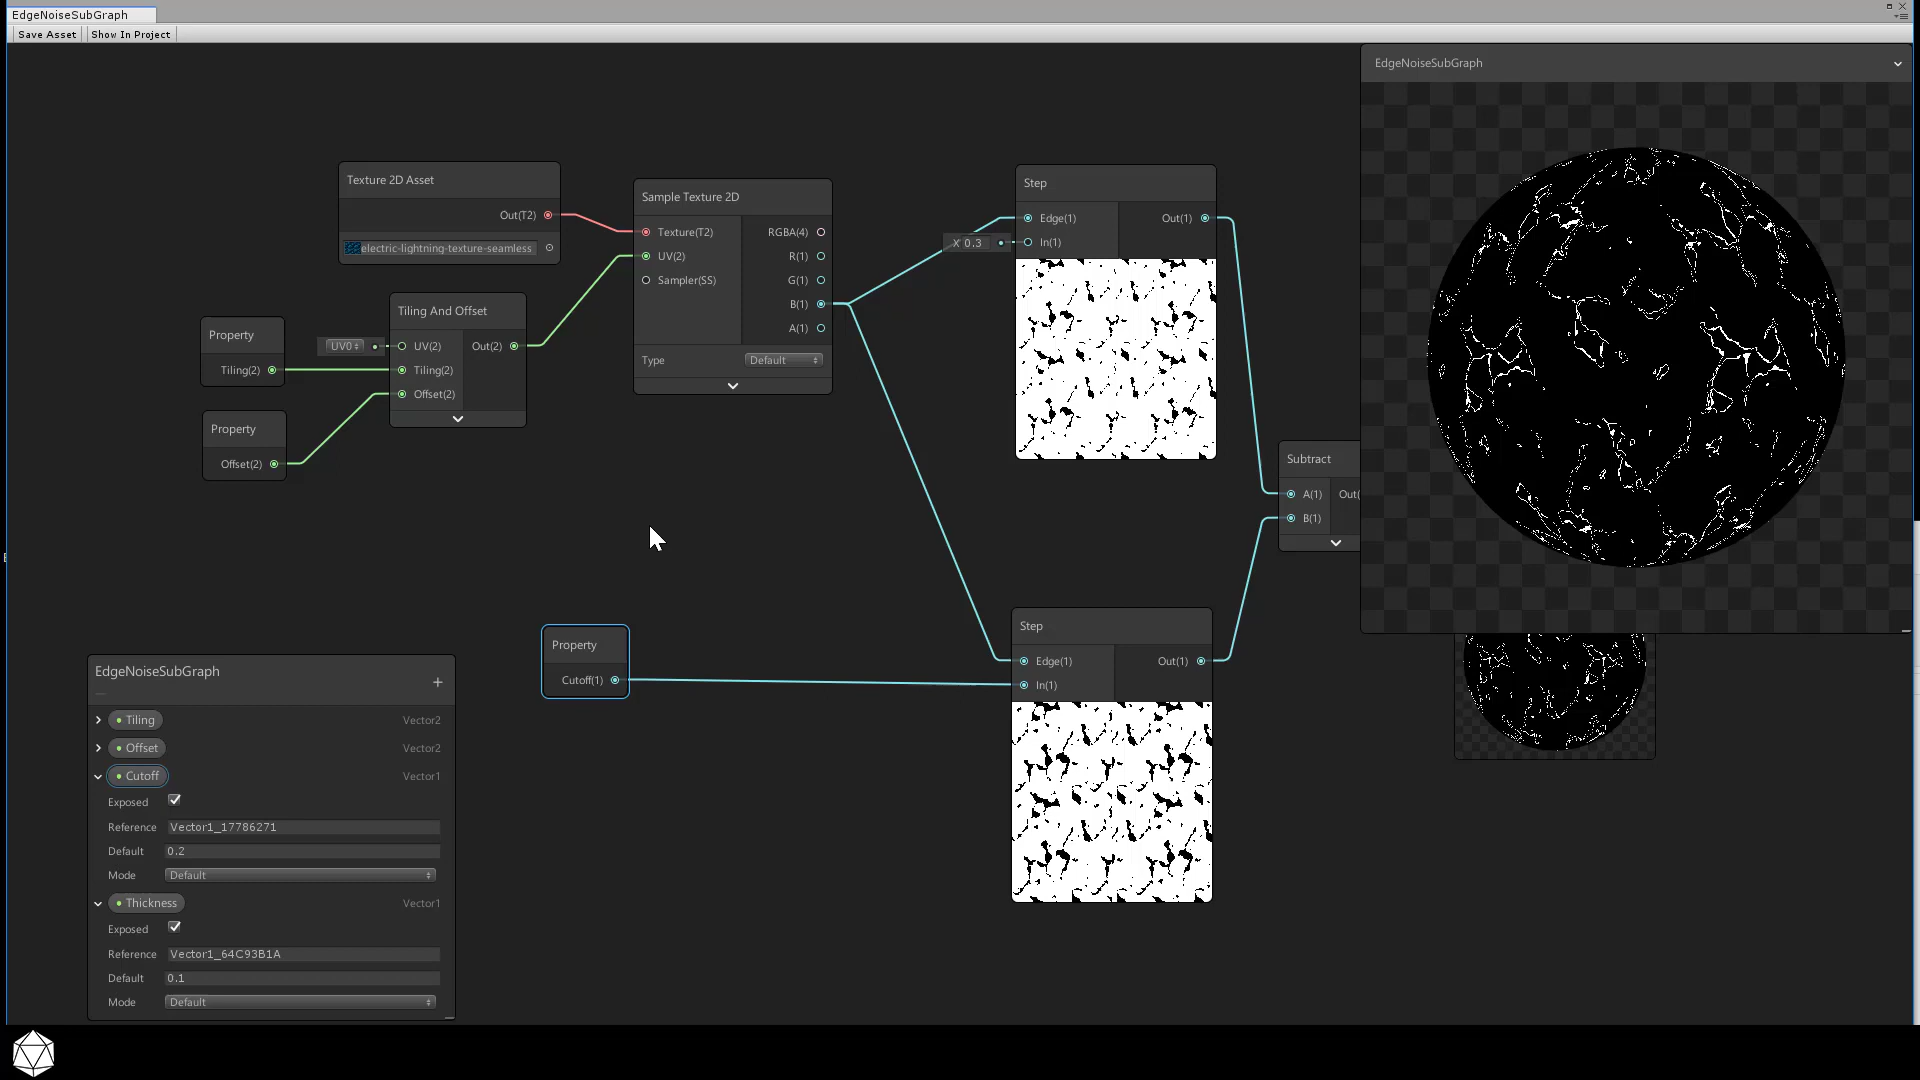 EdgeNoiseSubGraph
Save Asset
Show In Project
EdgeNoiseSubGraph
Texture 2D Asset
Out(T2)
electric-lightning-texture-seamless
Sample Texture 2D
Texture(T2)
RGBA(4)
UV(2)
R(1)
Sampler(SS)
G(1)
B(1)
A(1)
Type
Default
Step
Edge(1)
Out(1)
X 0.3
In(1)
Tiling And Offset
UV0
UV(2)
Out(2)
Tiling(2)
Offset(2)
Property
Tiling(2)
Property
Offset(2)
Subtract
A(1)
Out(
B(1)
Property
Cutoff(1)
Step
Edge(1)
Out(1)
In(1)
EdgeNoiseSubGraph
Tiling
Vector2
Offset
Vector2
Cutoff
Vector1
Exposed
Reference
Vector1_17786271
Default
0.2
Mode
Default
Thickness
Vector1
Exposed
Reference
Vector1_64C93B1A
Default
0.1
Mode
Default